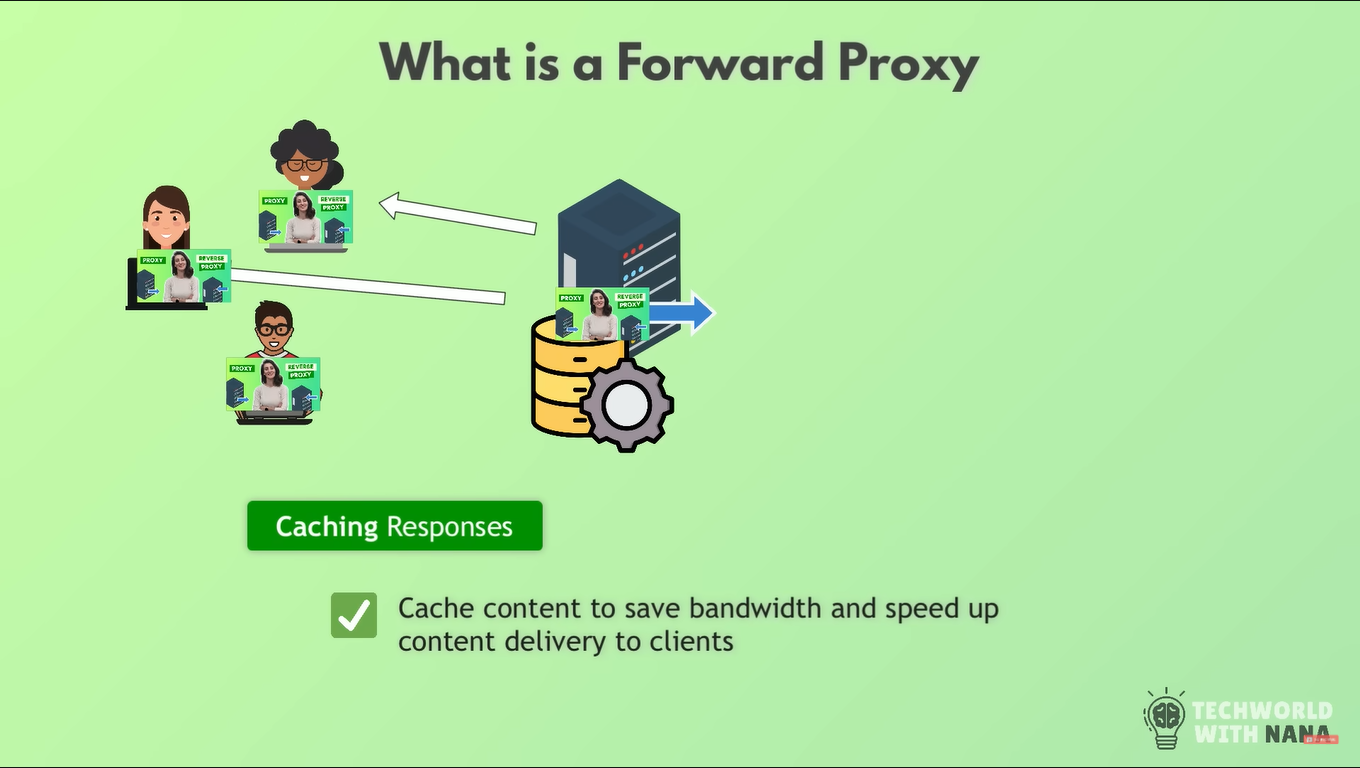 What is a Forward Proxy
PROXY
REVERSE
PROXY
PROXY
REVERSE
PROXY
PROXY
REVERSE
PROXY
PROXY
REVERSE
PROXY
Caching Responses
Cache content to save bandwidth and speed up
content delivery to clients
TECHWORLD
WITH NANA